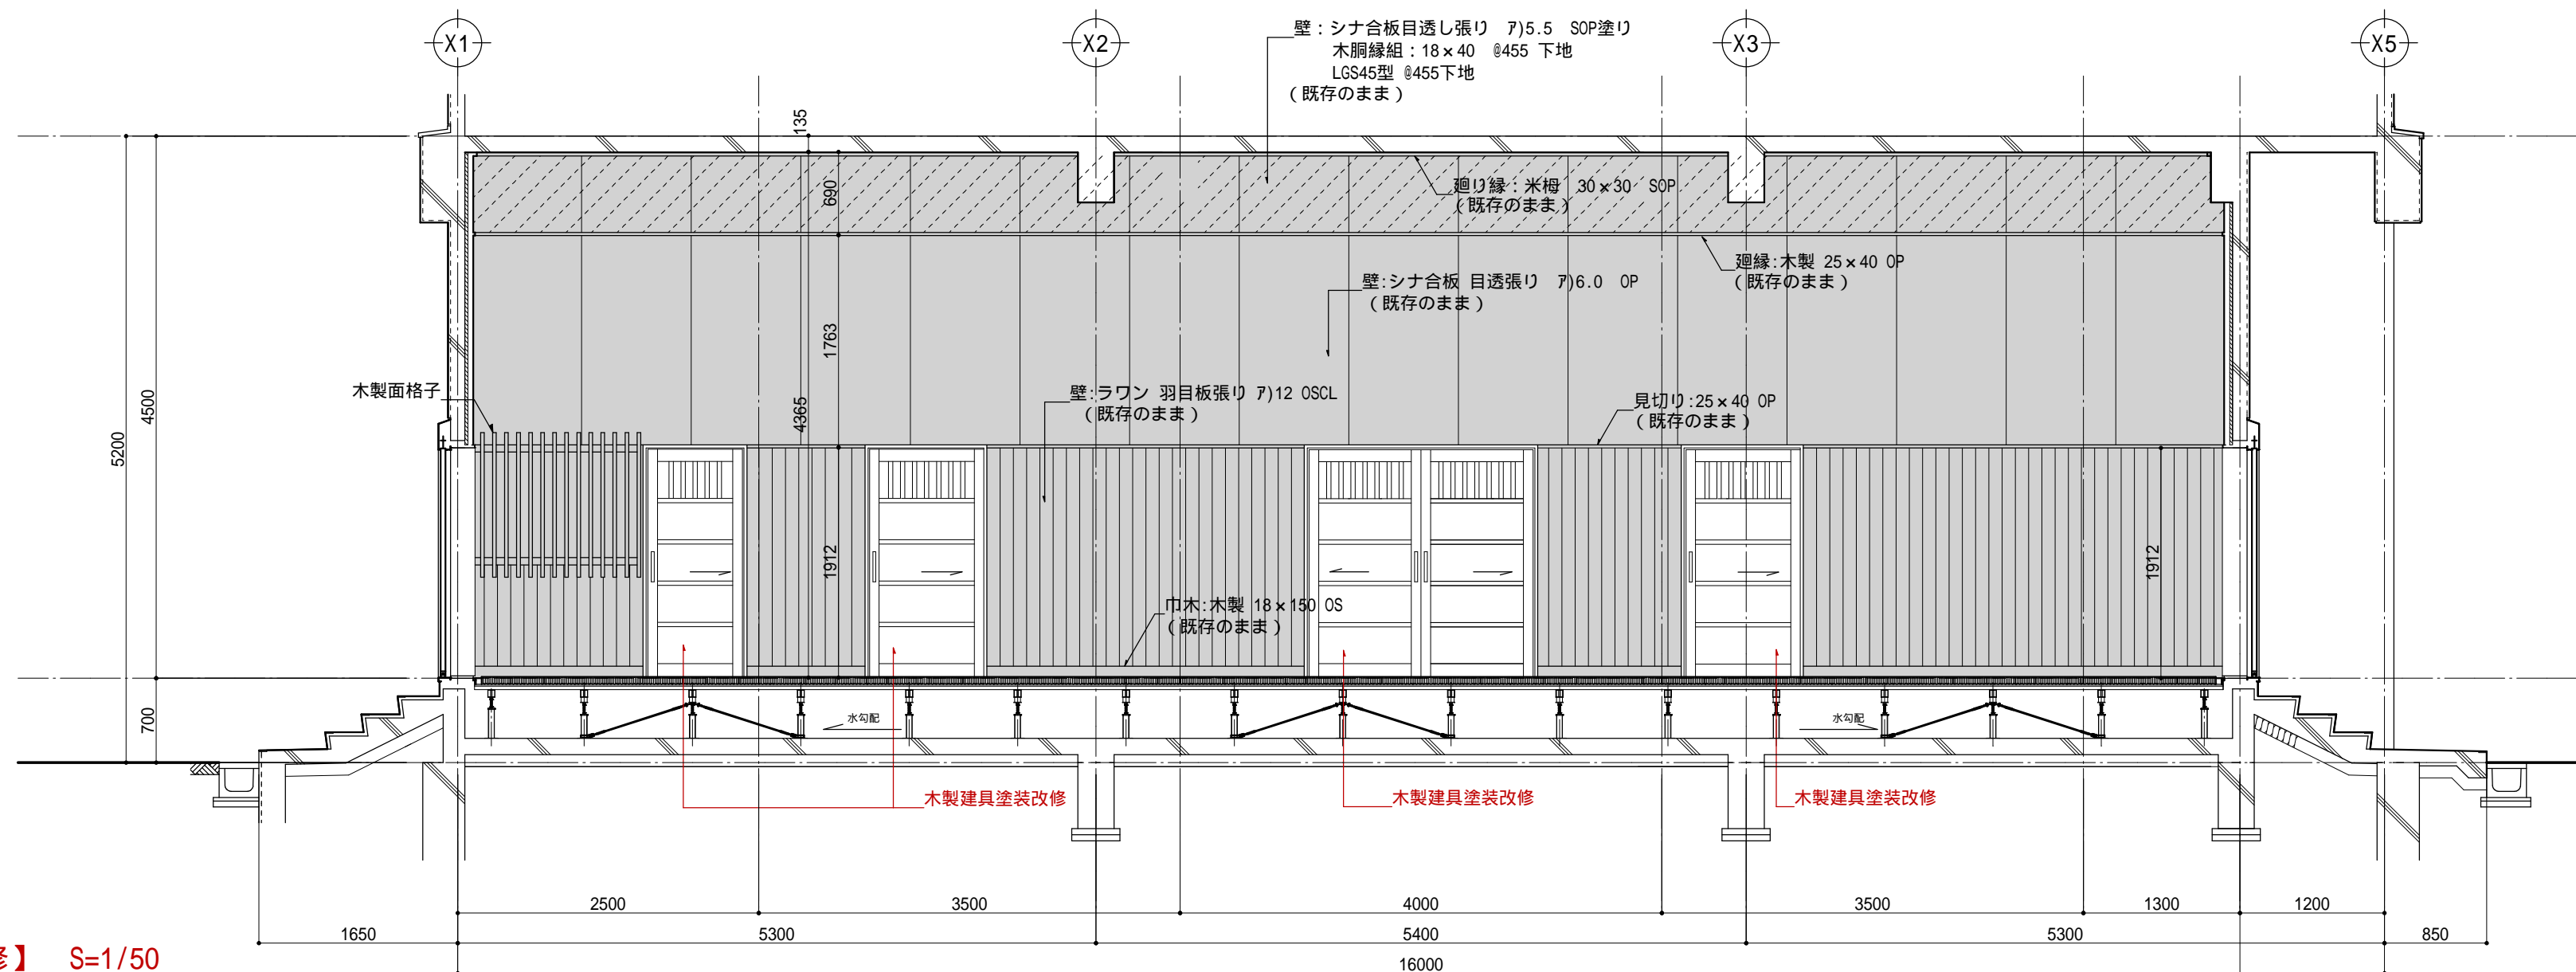 X1
X2
X3
X5
壁：シナ合板目透し張り　ｱ)5.5　SOP塗り
木胴縁組：18×40　@455 下地
LGS45型 @455下地
（既存のまま）
135
690
廻り縁：米栂　30×30　SOP
（既存のまま）
廻縁:木製 25×40 OP
（既存のまま）
壁:シナ合板 目透張り　ｱ)6.0　OP
（既存のまま）
1763
木製面格子
壁:ラワン 羽目板張り ｱ)12 OSCL
（既存のまま）
見切り:25×40 OP
（既存のまま）
4365
4500
5200
1912
1912
巾木:木製 18×150 OS
（既存のまま）
700
水勾配
水勾配
木製建具塗装改修
木製建具塗装改修
木製建具塗装改修
2500
3500
4000
3500
1300
1200
1650
5300
5400
5300
850
16000
修】　S=1/50